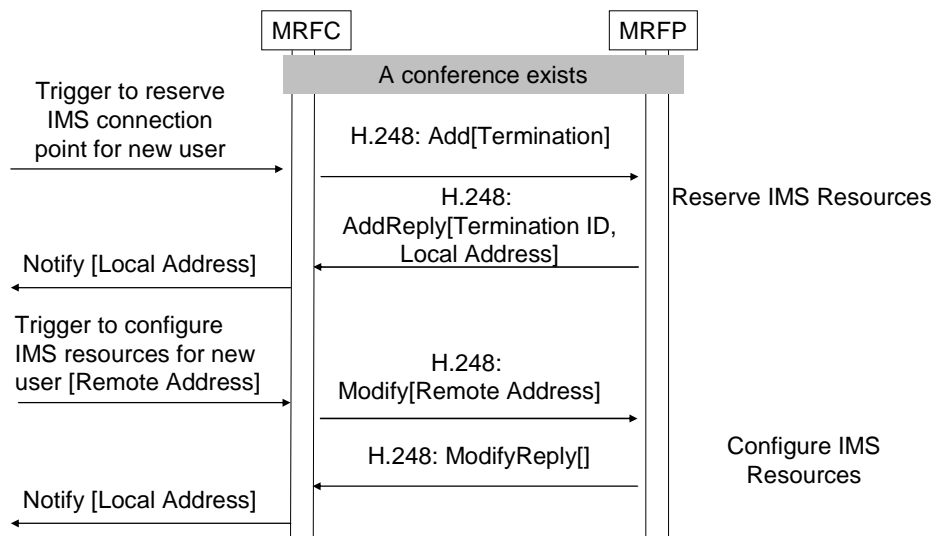 MRFC
MRFP
A conference exists
Trigger to reserve
IMS connection
point for new user
H.248: Add[Termination]
Reserve IMS Resources
H.248:
AddReply[Termination ID,
Local Address]
Notify [Local Address]
Trigger to configure
IMS resources for new
user [Remote Address]
H.248:
Modify[Remote Address]
Configure IMS
Resources
H.248: ModifyReply[]
Notify [Local Address]